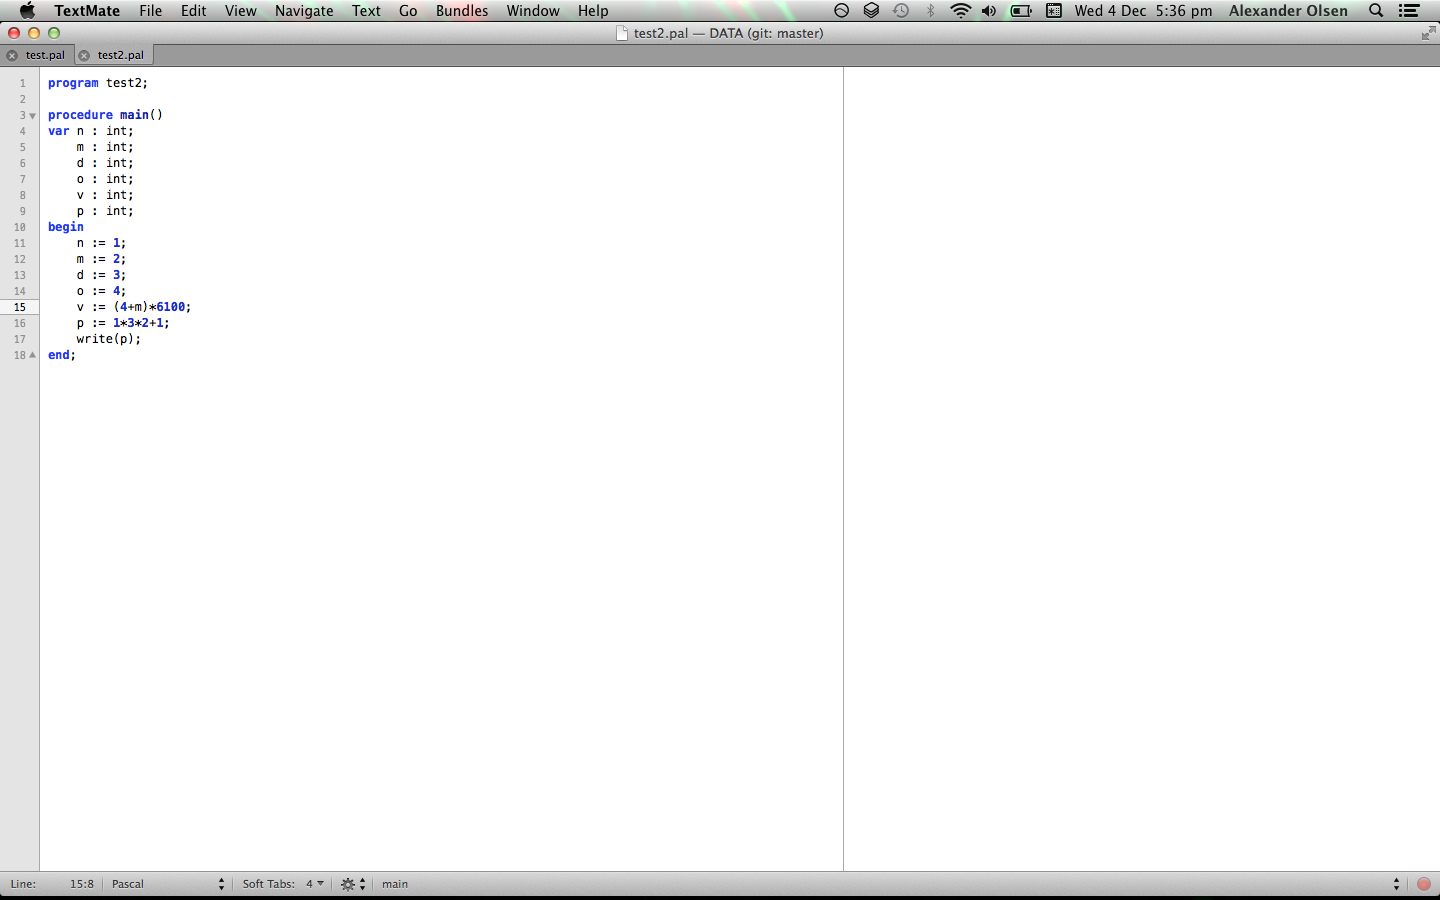 TextMate File Edit View Navigate Text Go Bundles Window Help Wed 4 Dec 5:36 pm Alexander Olsen
test2.pal — DATA (git: master)
test.pal test2.pal
1 program test2;
2
3 procedure main()
4 var n : int;
5 m : int;
6 d : int;
7 o : int;
8 v : int;
9 p : int;
10 begin
11 n := 1;
12 m := 2;
13 d := 3;
14 o := 4;
15 v := (4+m)*6100;
16 p := 1*3*2+1;
17 write(p);
18 end;
Line: 15:8 Pascal Soft Tabs: 4 main